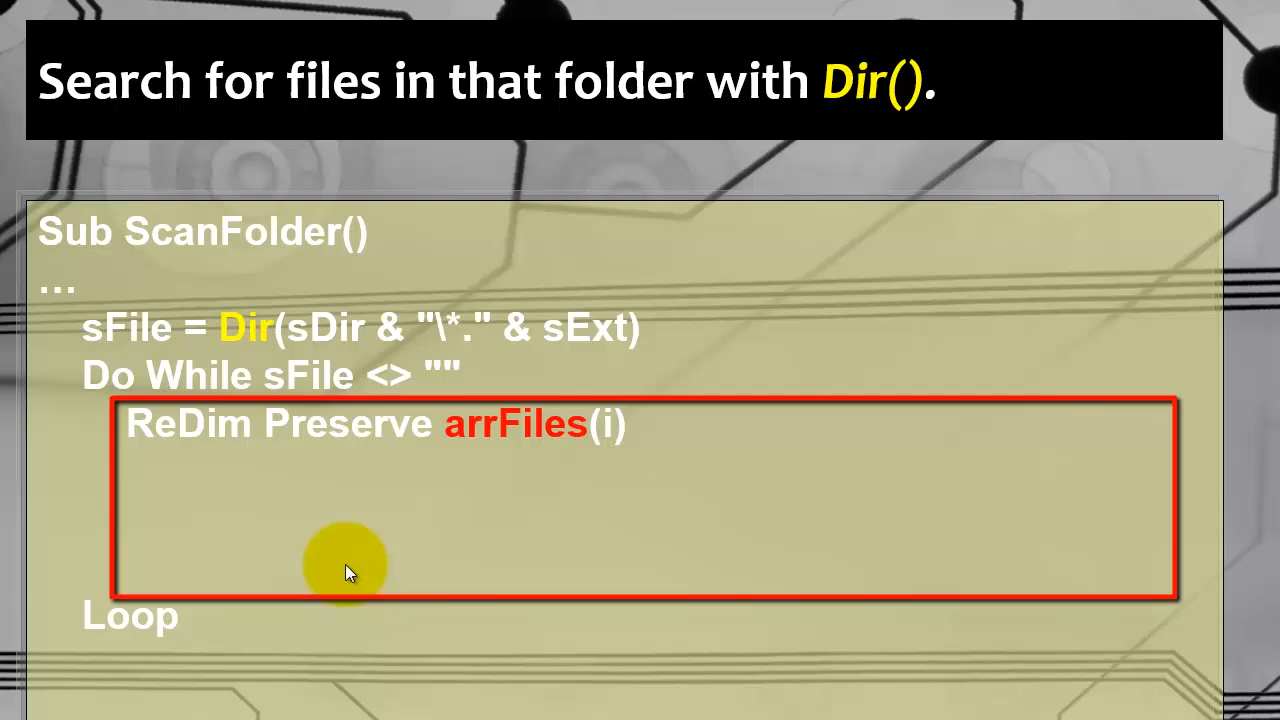 Search for files in that folder with Dir().
Sub ScanFolder()
...
sFile = Dir(sDir & "\*." & sExt)
Do While sFile <> ""
ReDim Preserve arrFiles(i)
Loop